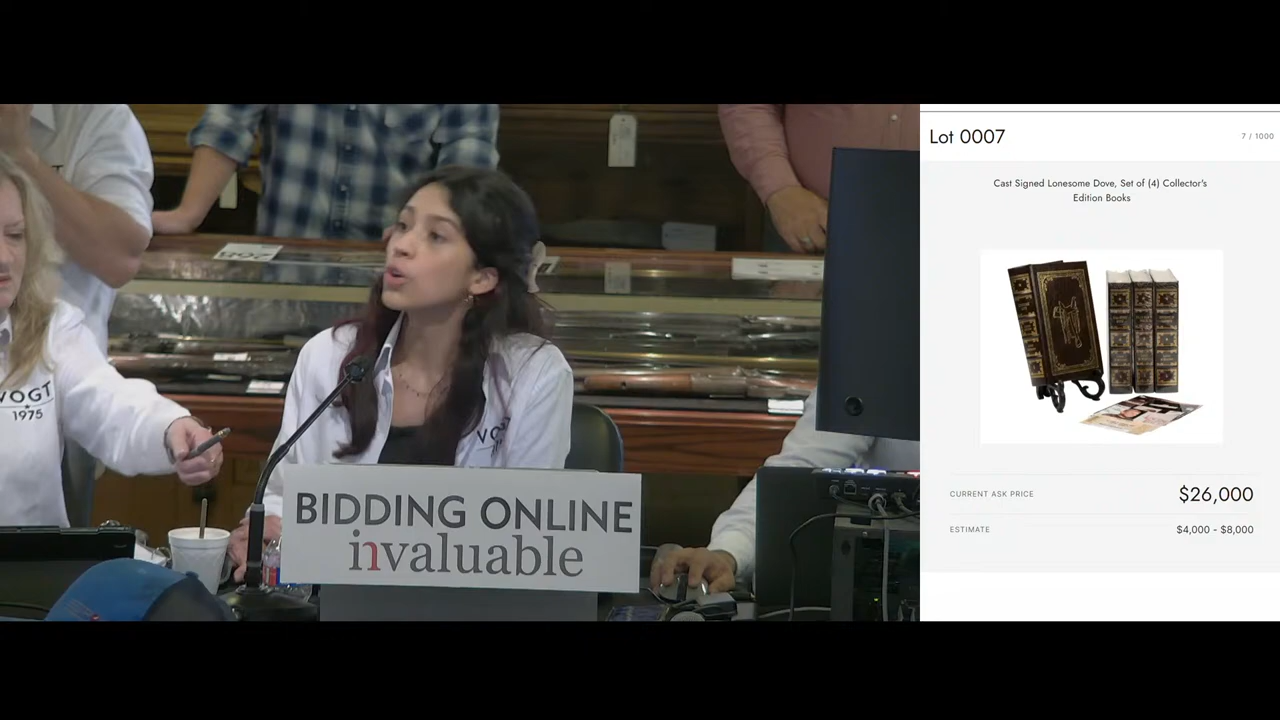 Lot 0007
7 / 1000
Cast Signed Lonesome Dove, Set of (4) Collector's
Edition Books
CURRENT ASK PRICE
$26,000
ESTIMATE
$4,000 - $8,000
VOGT
1975
BIDDING ONLINE
invaluable